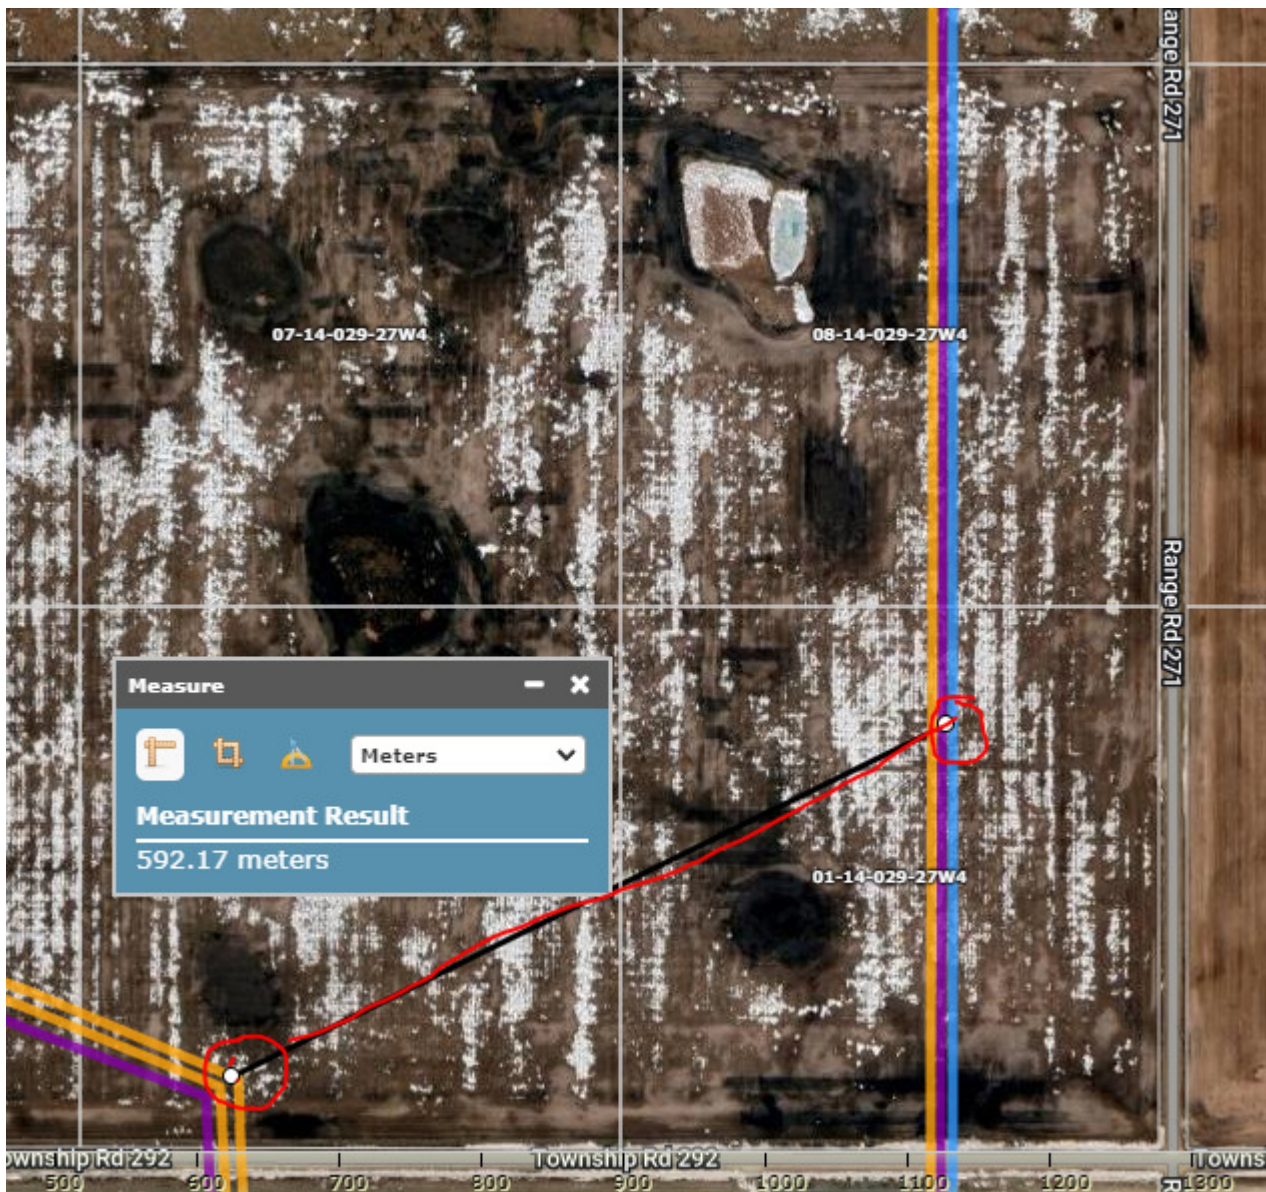 ange Rd 271
07-14-029-27W4
08-14-029-27W4
Range Rd 271
Measure
Meters
Measurement Result
592.17 meters
01-14-029-27W4
ownship Rd 292
Township Rd 292
Towns
500
600
700
800
900
1000
1100
1200
1300
R